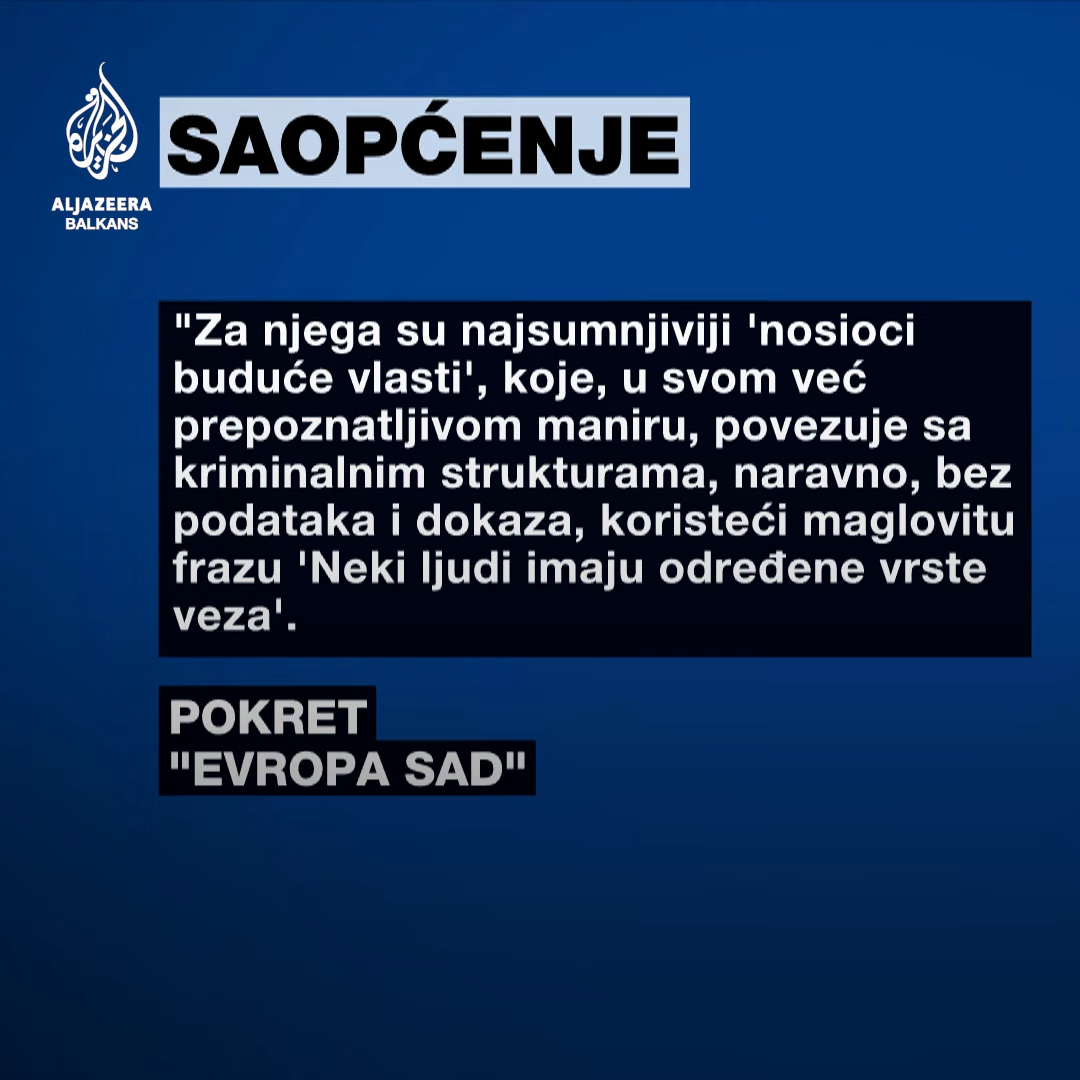 SAOPĆENJE
ALJAZEERA
BALKANS
"Za njega su najsumnjiviji 'nosioci
buduće vlasti', koje, u svom već
prepoznatljivom maniru, povezuje sa
kriminalnim strukturama, naravno, bez
podataka i dokaza, koristeći maglovitu
frazu 'Neki ljudi imaju određene vrste
veza'.
POKRET
"EVROPA SAD"